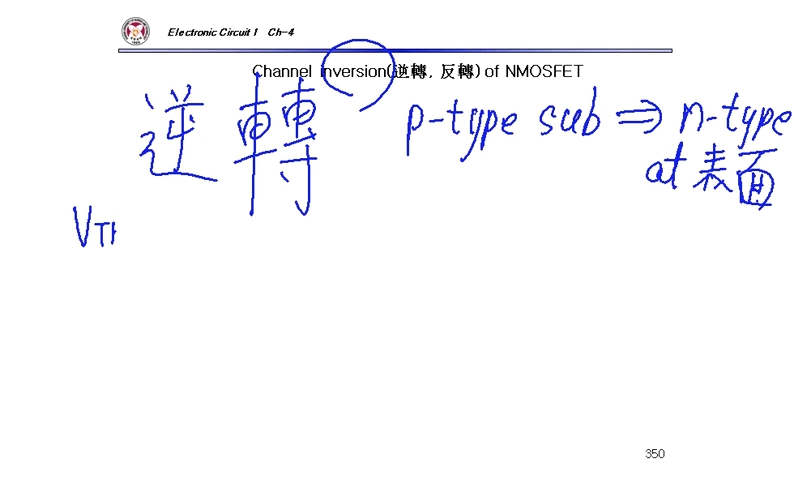 Electronic Circuit 1 Ch-4
Channel inversion(逆轉, 反轉) of NMOSFET
逆轉 p-type sub ⇒ n-type
at 表面
VTH
350